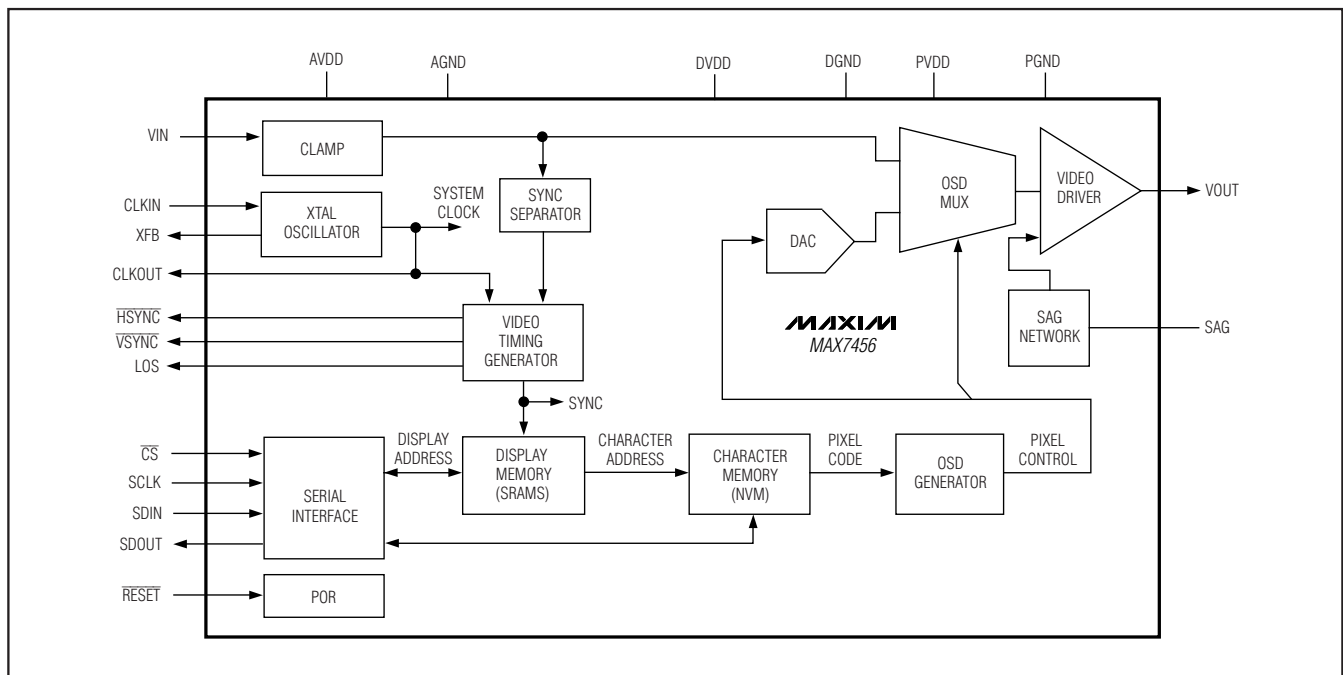 AVDD
AGND
DVDD
DGND
PVDD
PGND
VIN
CLAMP
CLKIN
XFB
XTAL
OSCILLATOR
SYSTEM
CLOCK
SYNC
SEPARATOR
CLKOUT
HSYNC
VSYNC
LOS
VIDEO
TIMING
GENERATOR
SYNC
DAC
OSD
MUX
VIDEO
DRIVER
VOUT
SAG
NETWORK
SAG
MAXIM
MAX7456
CS
SCLK
SDIN
SDOUT
SERIAL
INTERFACE
DISPLAY
ADDRESS
DISPLAY
MEMORY
(SRAMS)
CHARACTER
ADDRESS
CHARACTER
MEMORY
(NVM)
PIXEL
CODE
OSD
GENERATOR
PIXEL
CONTROL
RESET
POR